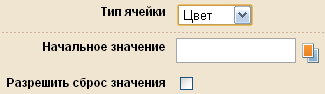 Тип ячейки Цвет
Начальное значение
Разрешить сброс значения